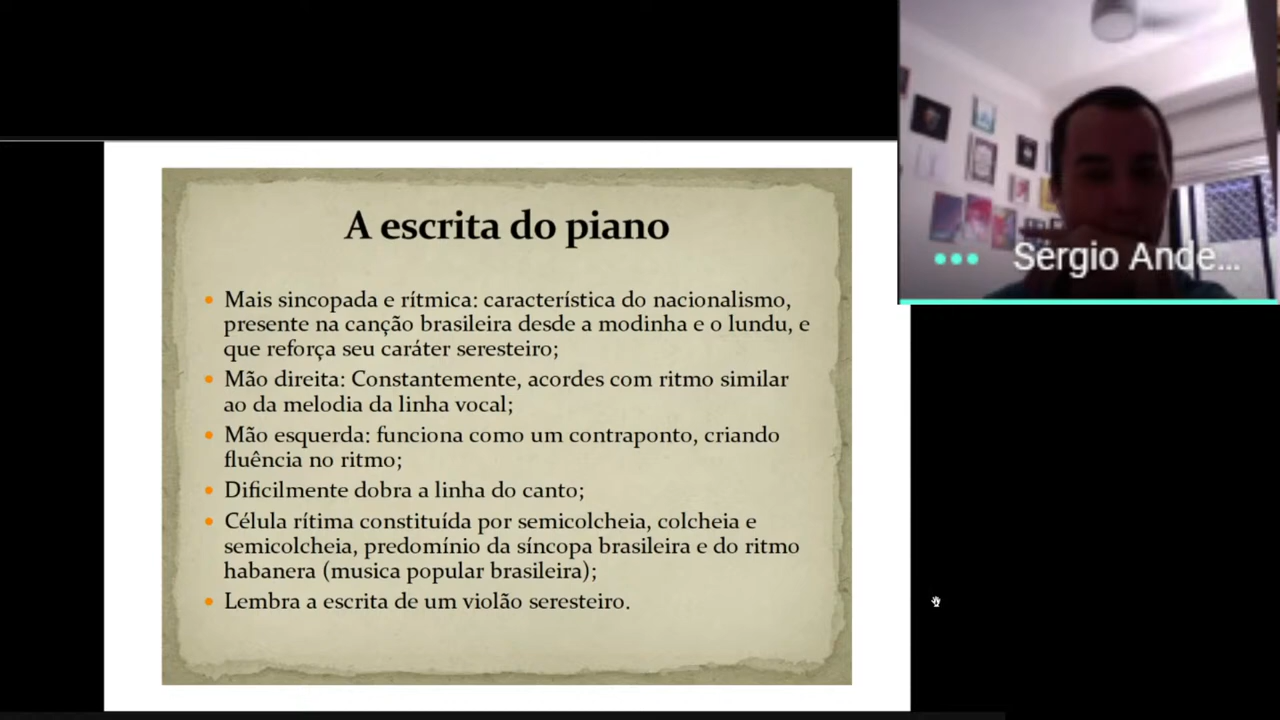 A escrita do piano
Mais sincopada e rítmica: característica do nacionalismo,
presente na canção brasileira desde a modinha e o lundu, e
que reforça seu caráter seresteiro;
Mão direita: Constantemente, acordes com ritmo similar
ao da melodia da linha vocal;
Mão esquerda: funciona como um contraponto, criando
fluência no ritmo;
Dificilmente dobra a linha do canto;
Célula rítima constituída por semicolcheia, colcheia e
semicolcheia, predomínio da síncopa brasileira e do ritmo
habanera (musica popular brasileira);
Lembra a escrita de um violão seresteiro.
Sérgio Ande...